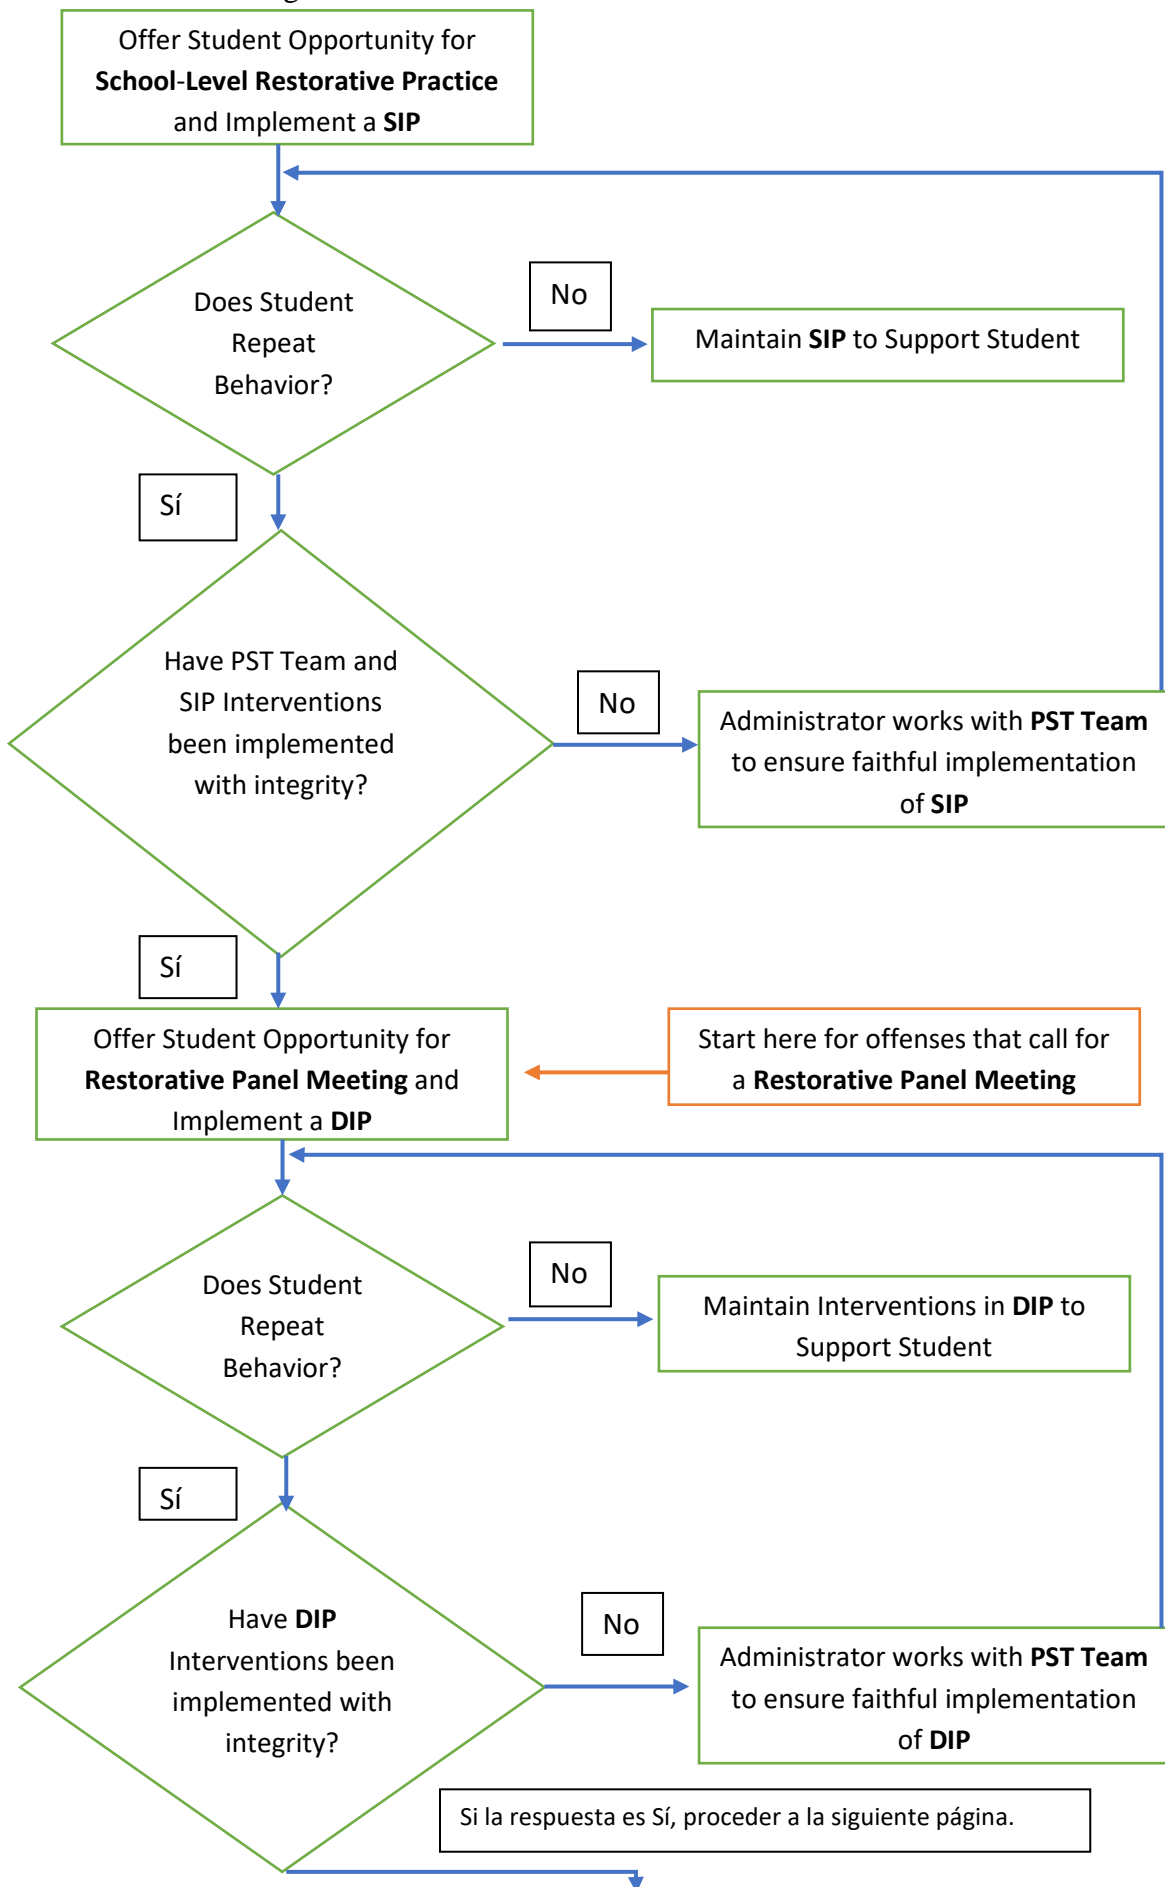 Offer Student Opportunity for
School-Level Restorative Practice
and Implement a SIP
Does Student
Repeat
Behavior?
No
Maintain SIP to Support Student
Sí
Have PST Team and
SIP Interventions
been implemented
with integrity?
No
Administrator works with PST Team
to ensure faithful implementation
of SIP
Sí
Offer Student Opportunity for
Restorative Panel Meeting and
Implement a DIP
Start here for offenses that call for
a Restorative Panel Meeting
Does Student
Repeat
Behavior?
No
Maintain Interventions in DIP to
Support Student
Sí
Have DIP
Interventions been
implemented with
integrity?
No
Administrator works with PST Team
to ensure faithful implementation
of DIP
Si la respuesta es Sí, proceder a la siguiente página.